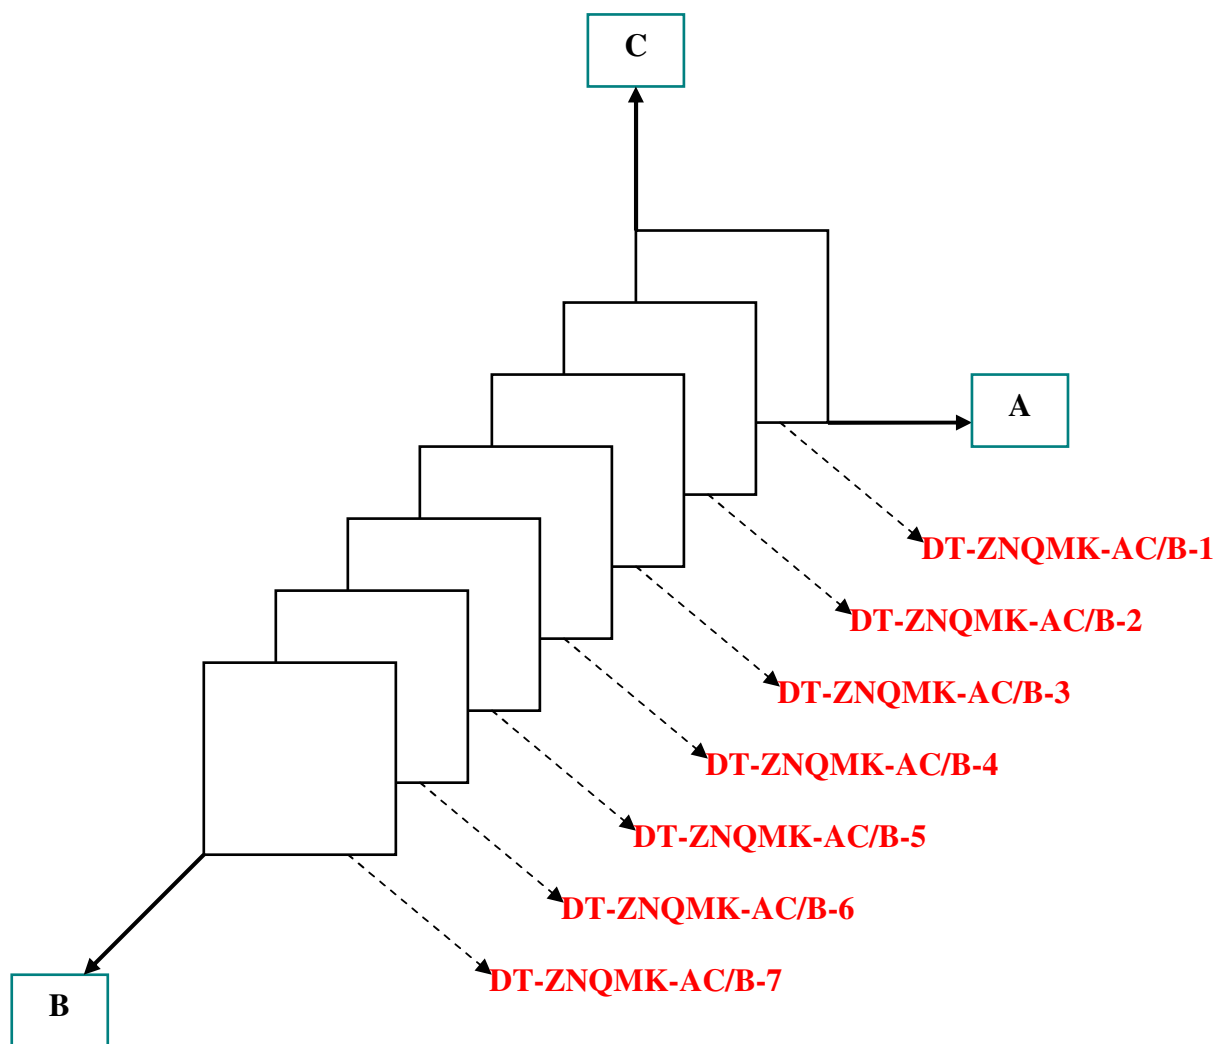 C
A
DT-ZNQMK-AC/B-1
DT-ZNQMK-AC/B-2
DT-ZNQMK-AC/B-3
DT-ZNQMK-AC/B-4
DT-ZNQMK-AC/B-5
DT-ZNQMK-AC/B-6
DT-ZNQMK-AC/B-7
B